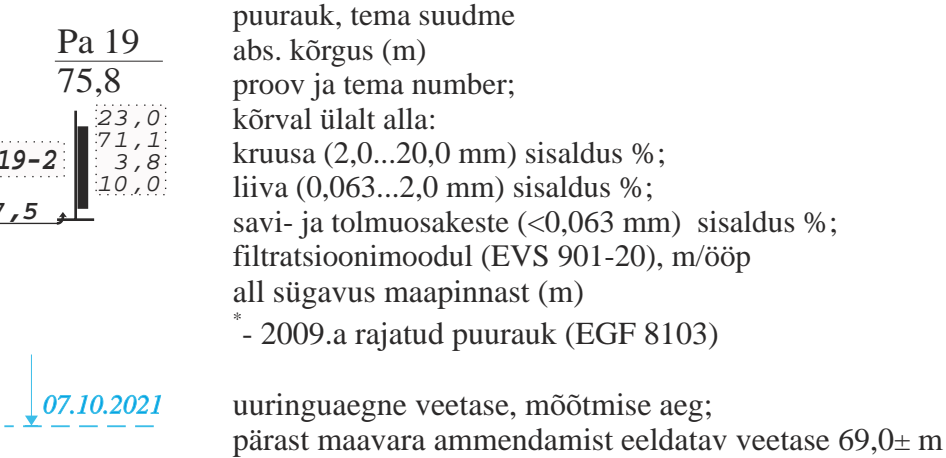 Pa 19
75,8
23,0
71,1
19-2
3,8
10,0
7,5
puurauk, tema suudme
abs. kõrgus (m)
proov ja tema number;
kõrval ülalt alla:
kruusa (2,0...20,0 mm) sisaldus %;
liiva (0,063...2,0 mm) sisaldus %;
savi- ja tolmuosakeste (<0,063 mm) sisaldus %;
filtratsioonimoodul (EVS 901-20), m/ööp
all sügavus maapinnast (m)
*- 2009.a rajatud puurauk (EGF 8103)
07.10.2021
uuringuaegne veetase, mõõtmise aeg;
pärast maavara ammendamist eeldatav veetase 69,0± m